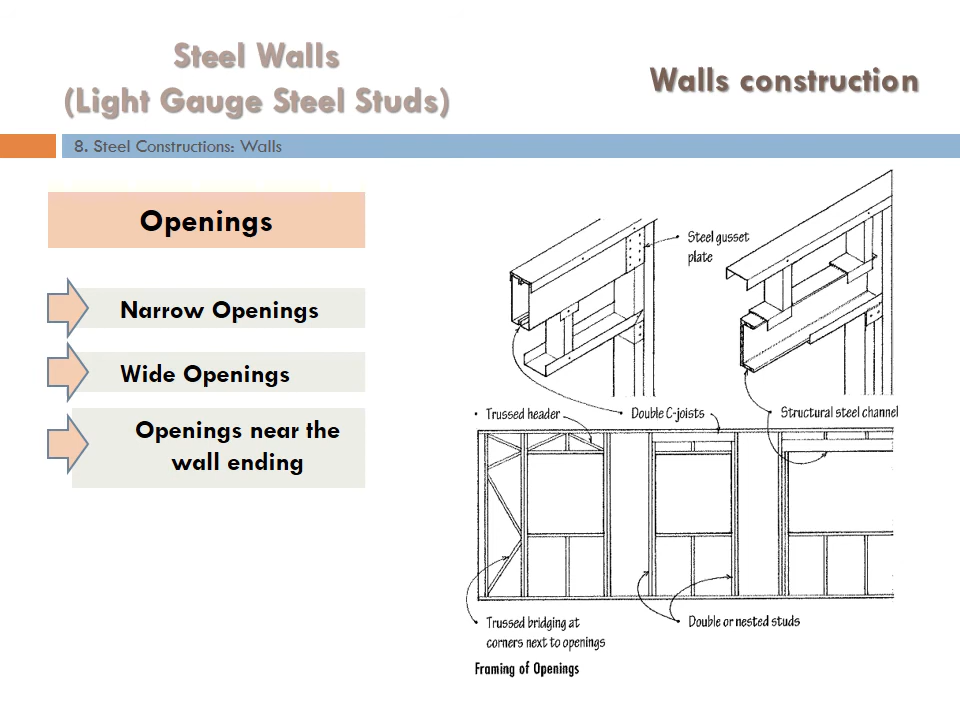 Steel Walls
(Light Gauge Steel Studs)
Walls construction
8. Steel Constructions: Walls
Openings
Narrow Openings
Wide Openings
Openings near the
wall ending
• Steel gusset
plate
• Trussed header
• Double C-joists
• Structural steel channel
• Trussed bridging at
corners next to openings
• Double or nested studs
Framing of Openings